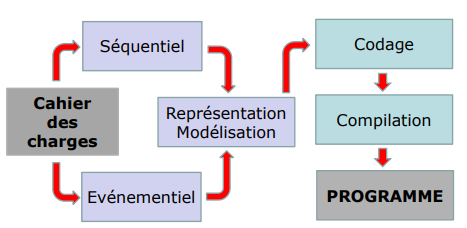 Séquentiel
Cahier
des
charges
Evénementiel
Représentation
Modélisation
Codage
Compilation
PROGRAMME